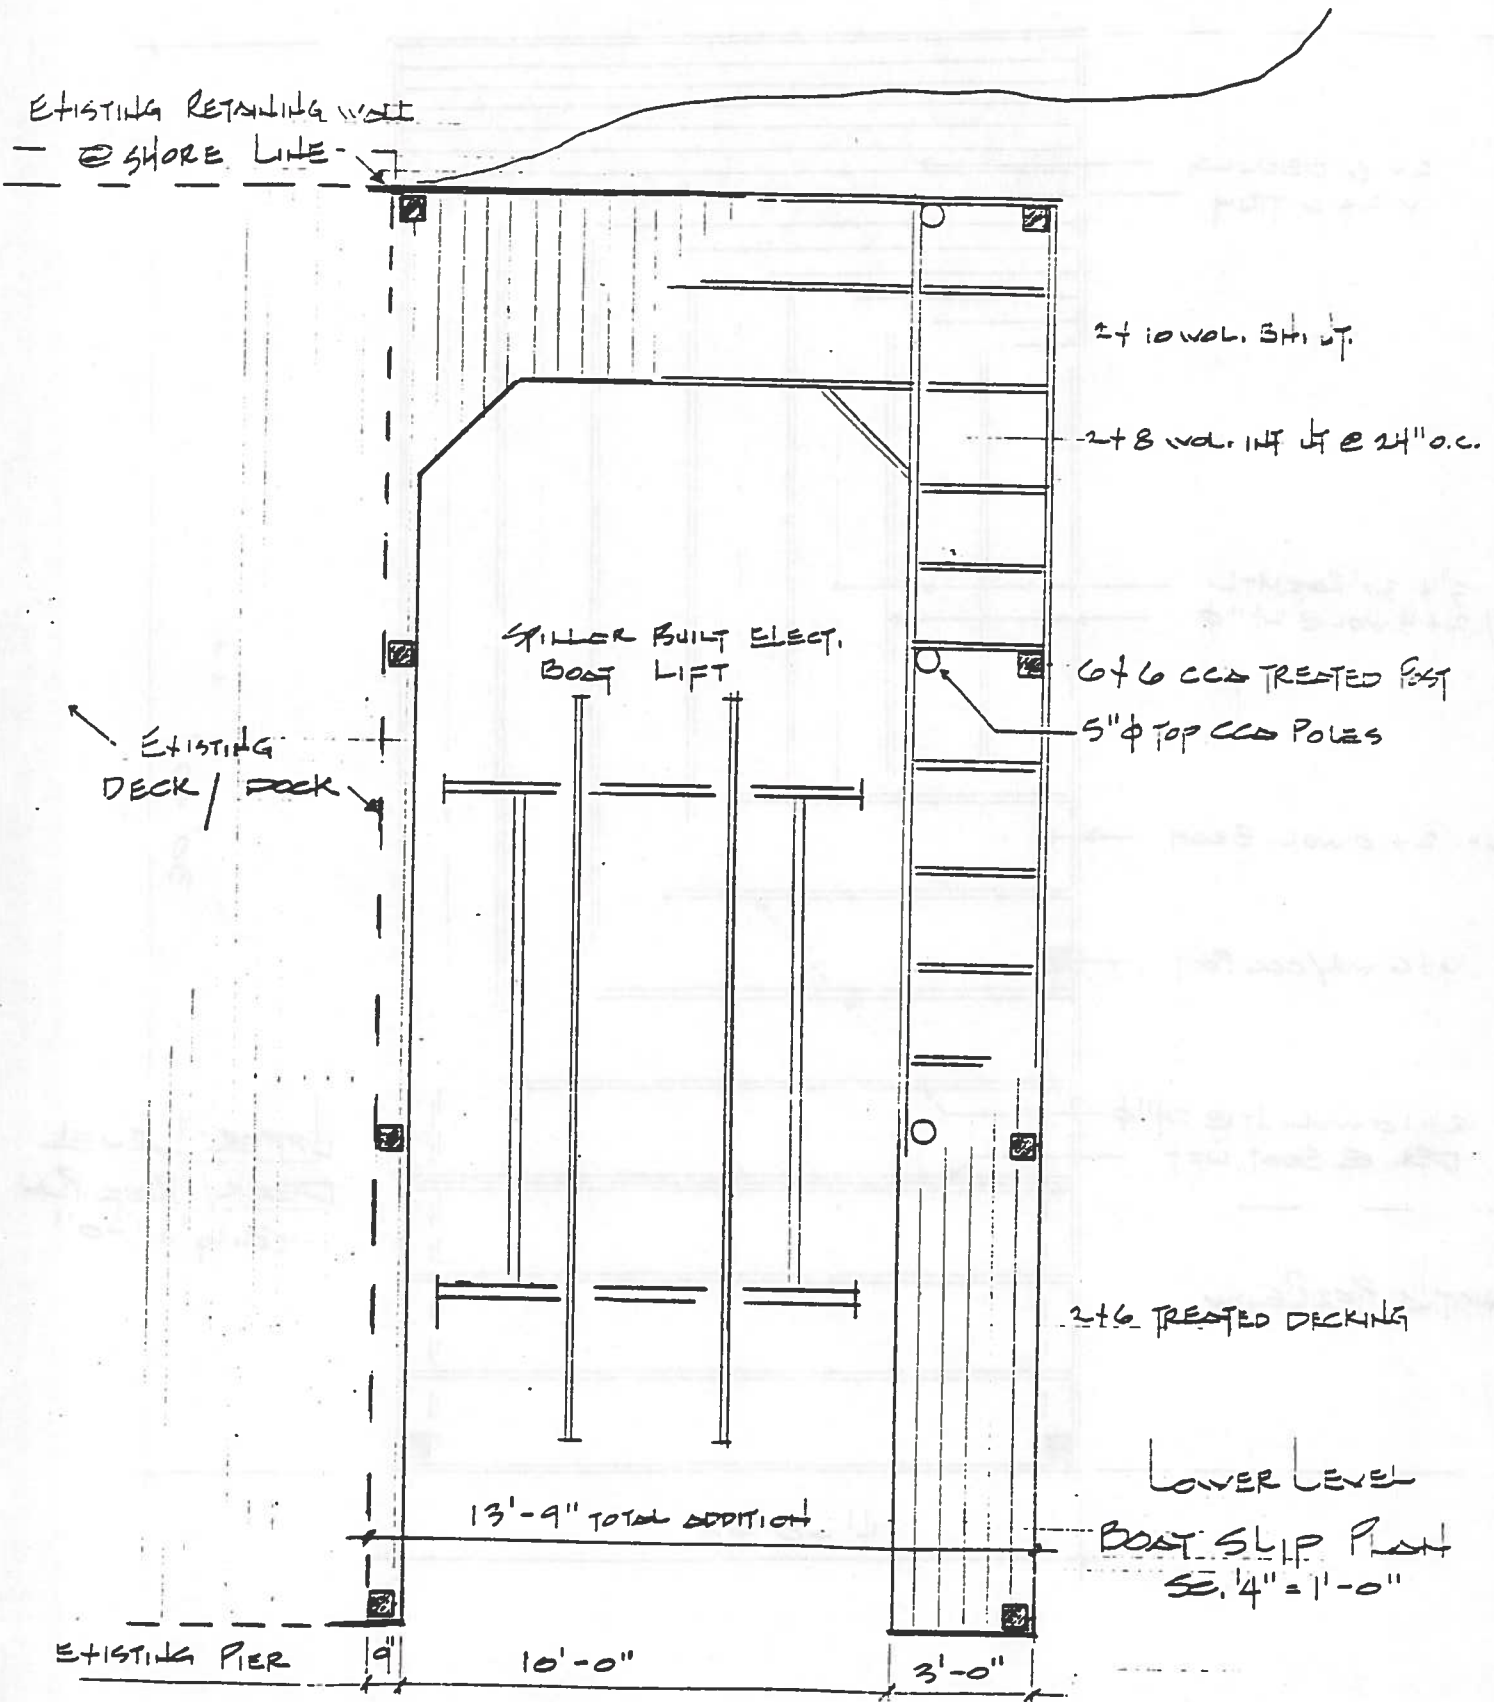 EXISTING RETAINING WALL
@ SHORE LINE
2x10 WOL.
2x8 WOL. INT JT @ 24" O.C.
SPILLER BUILT ELECT.
BOAT LIFT
6x6 CCA TREATED POST
5"φ TOP CCA POLES
EXISTING
DECK / DOCK
2x6 TREATED DECKING
13'-9" TOTAL ADDITION
LOWER LEVEL
BOAT SLIP PLAN
SC. 1/4" = 1'-0"
EXISTING PIER
9"
10'-0"
3'-0"